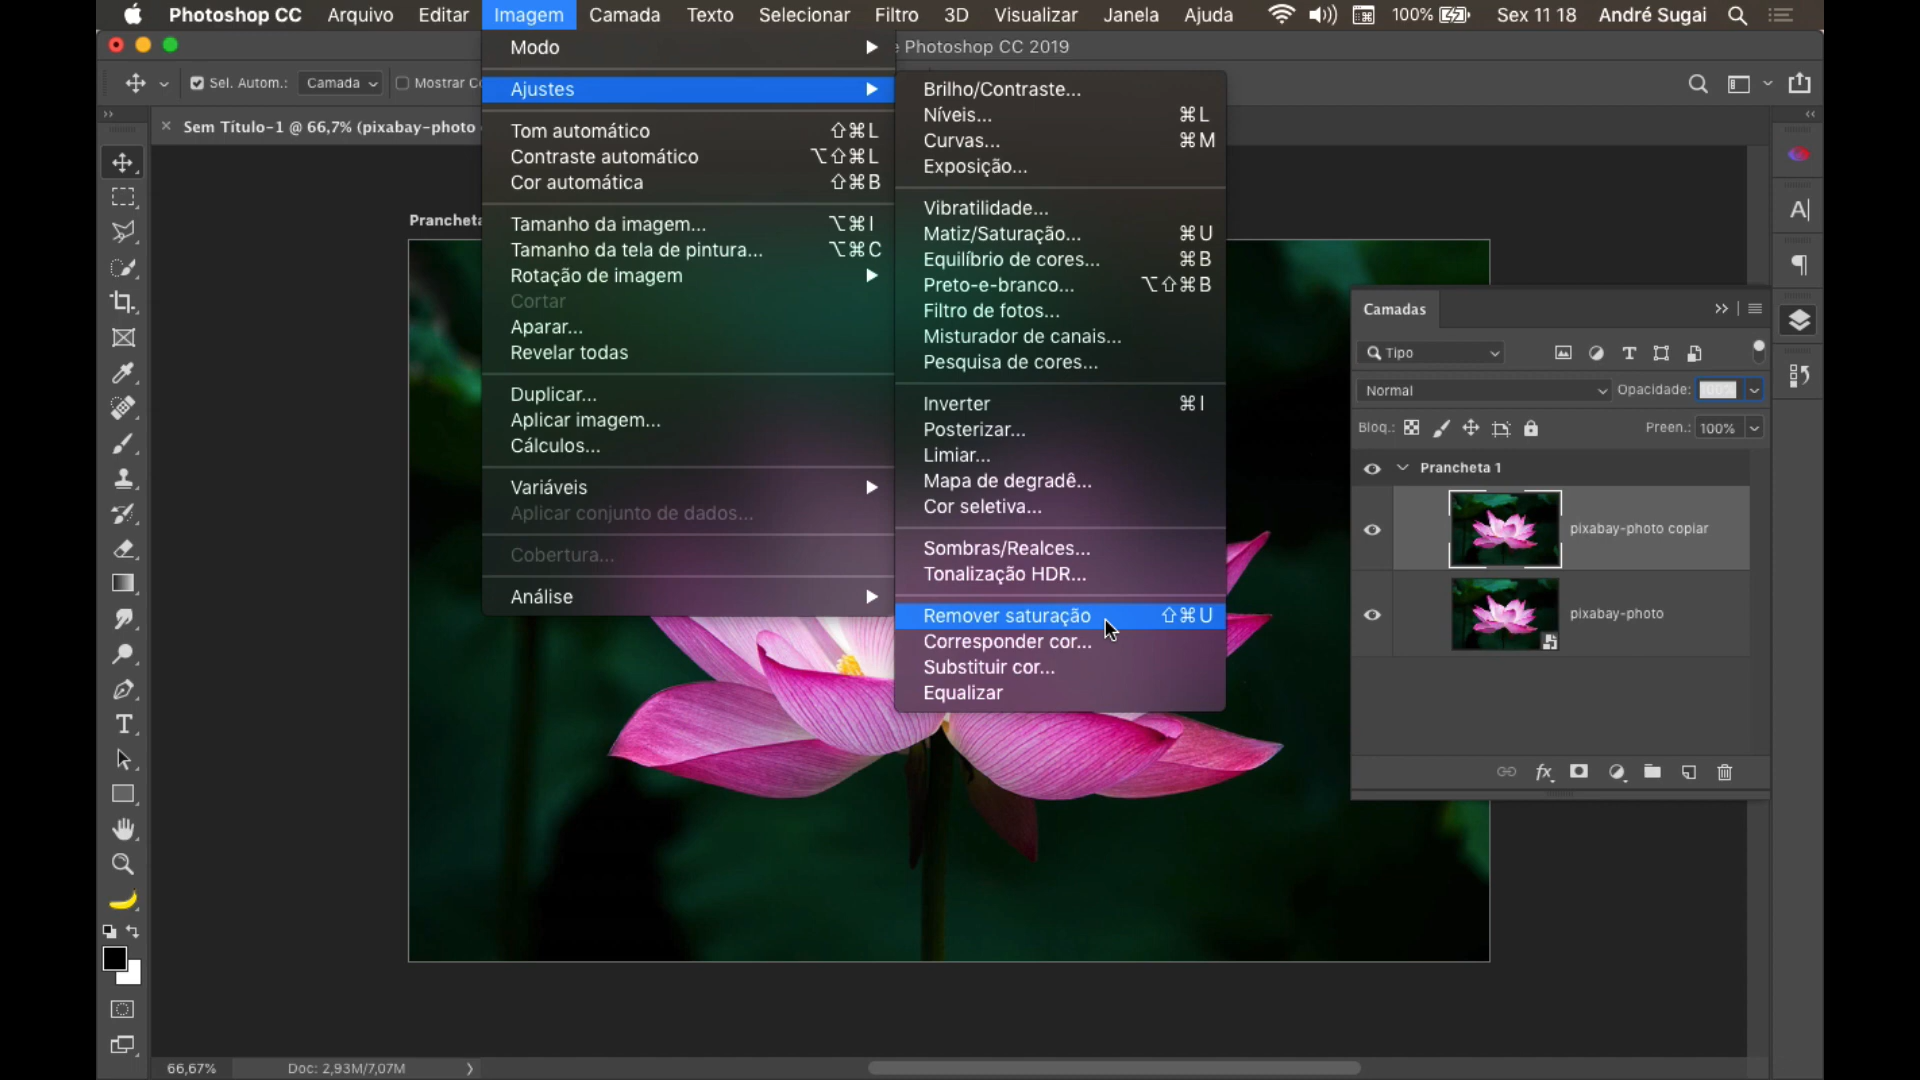 Photoshop CC Arquivo Editar Imagem Camada Texto Selecionar Filtro 3D Visualizar Janela Ajuda 100% Sex 11 18 André Sugai
Photoshop CC 2019
Sel. Autom.: Camada Mostrar
Sem Título-1 @ 66,7% (pixabay-photo
Prancheta
Modo
Ajustes
Tom automático ⇧⌘L
Contraste automático ⌥⇧⌘L
Cor automática ⇧⌘B
Tamanho da imagem... ⌥⌘I
Tamanho da tela de pintura... ⌥⌘C
Rotação de imagem
Cortar
Aparar...
Revelar todas
Duplicar...
Aplicar imagem...
Cálculos...
Variáveis
Aplicar conjunto de dados...
Cobertura...
Análise
Brilho/Contraste...
Níveis... ⌘L
Curvas... ⌘M
Exposição...
Vibratilidade...
Matiz/Saturação... ⌘U
Equilíbrio de cores... ⌘B
Preto-e-branco... ⌥⇧⌘B
Filtro de fotos...
Misturador de canais...
Pesquisa de cores...
Inverter ⌘I
Posterizar...
Limiar...
Mapa de degradê...
Cor seletiva...
Sombras/Realces...
Tonalização HDR...
Remover saturação ⇧⌘U
Corresponder cor...
Substituir cor...
Equalizar
Camadas
Tipo
Normal Opacidade: 100%
Bloq.: Preen.: 100%
Prancheta 1
pixabay-photo copiar
pixabay-photo
66,67% Doc: 2,93M/7,07M